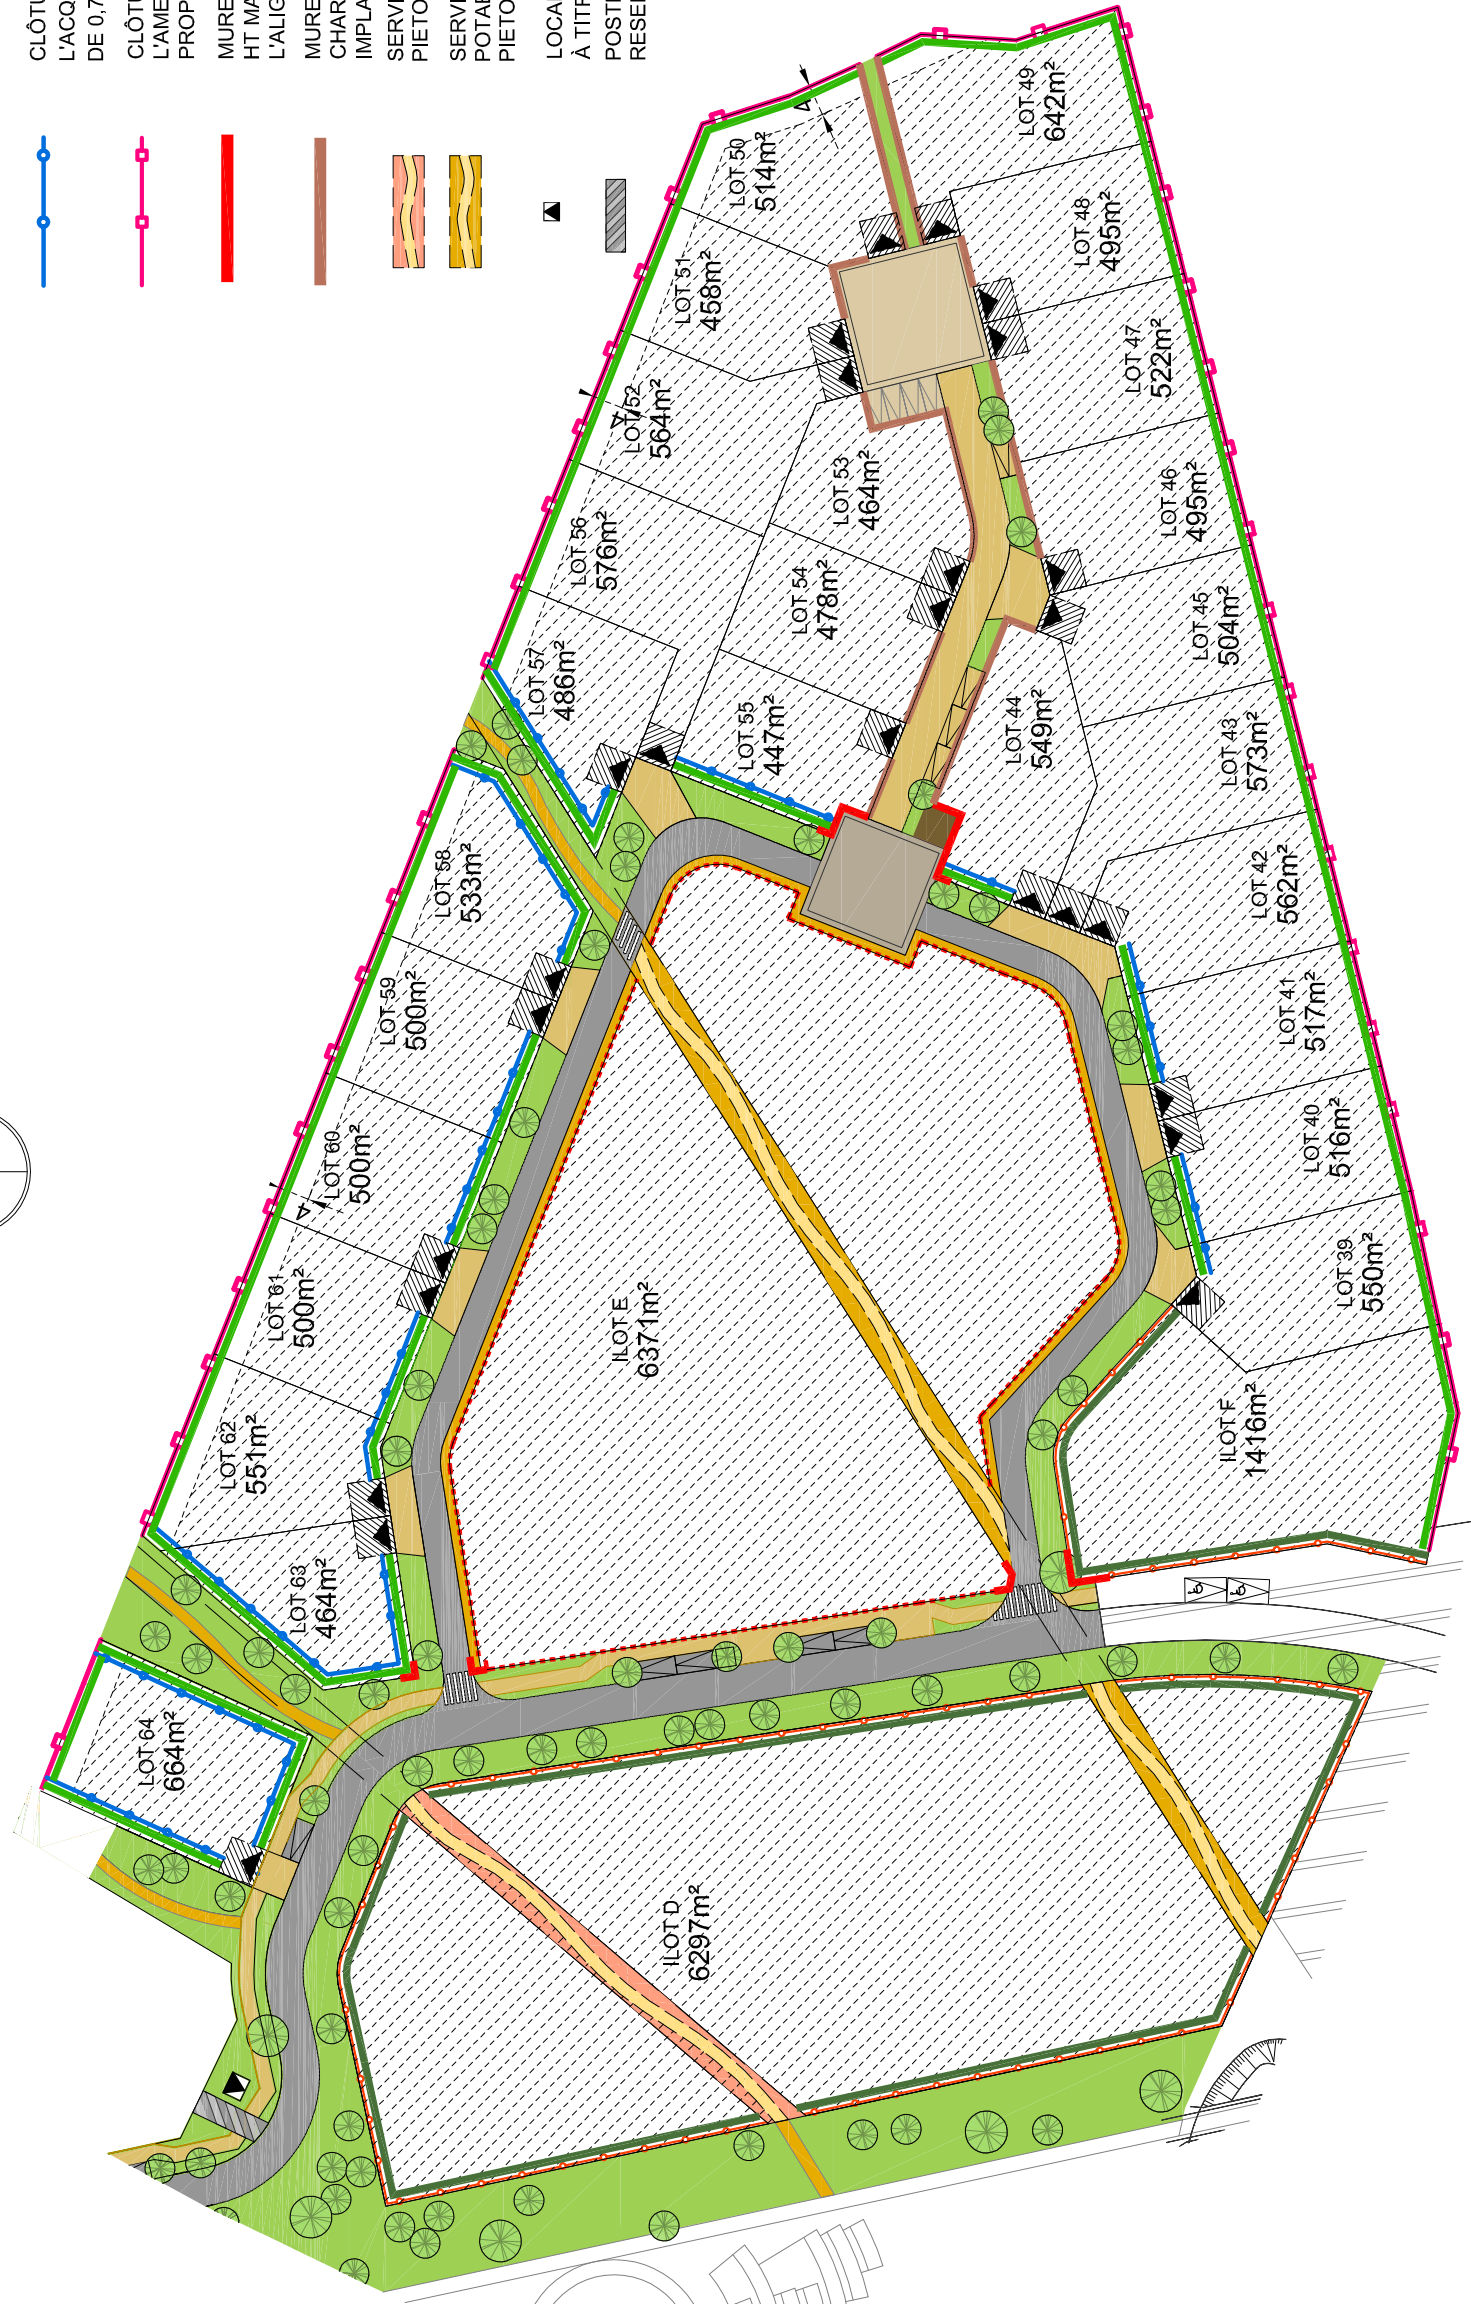 CLÔTU
L'ACQ
DE 0,7
CLÔTU
L'AME
PROP
MURE
HT MA
L'ALIG
MURE
CHAR
IMPLA
SERVI
PIETO
SERVI
POTAE
PIETO
LOCA
À TITR
POSTE
RESER
LOT 49
642m²
LOT 50
514m²
LOT 48
495m²
LOT 51
458m²
LOT 47
522m²
LOT 52
564m²
LOT 53
464m²
LOT 46
495m²
LOT 56
576m²
LOT 54
478m²
LOT 45
504m²
LOT 57
486m²
LOT 55
447m²
LOT 44
549m²
LOT 43
573m²
LOT 58
533m²
LOT 42
562m²
LOT 59
500m²
LOT 41
517m²
LOT 60
500m²
LOT 40
516m²
LOT 61
500m²
ILOT E
6371m²
LOT 39
550m²
LOT 62
551m²
ILOT F
1416m²
LOT 63
464m²
LOT 64
664m²
ILOT D
6297m²